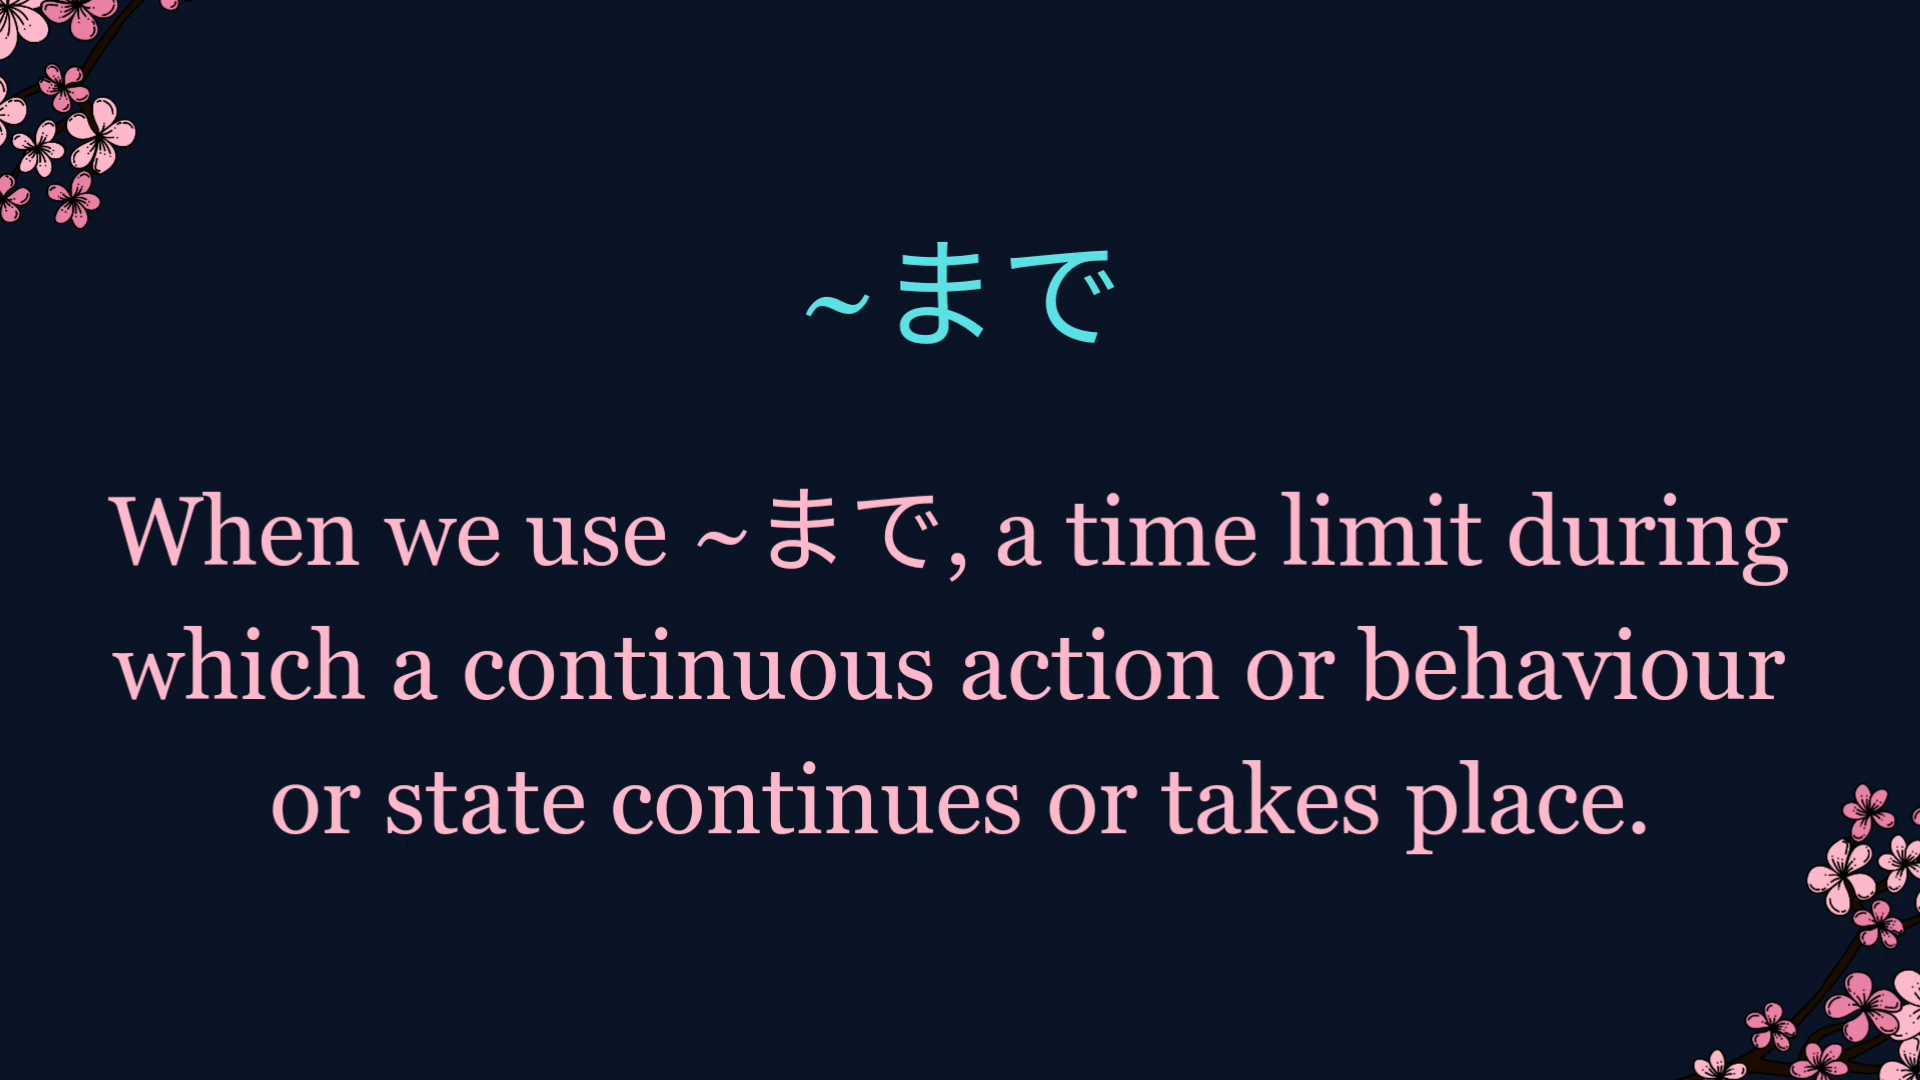 ~まで
When we use ~まで, a time limit during
which a continuous action or behaviour
or state continues or takes place.